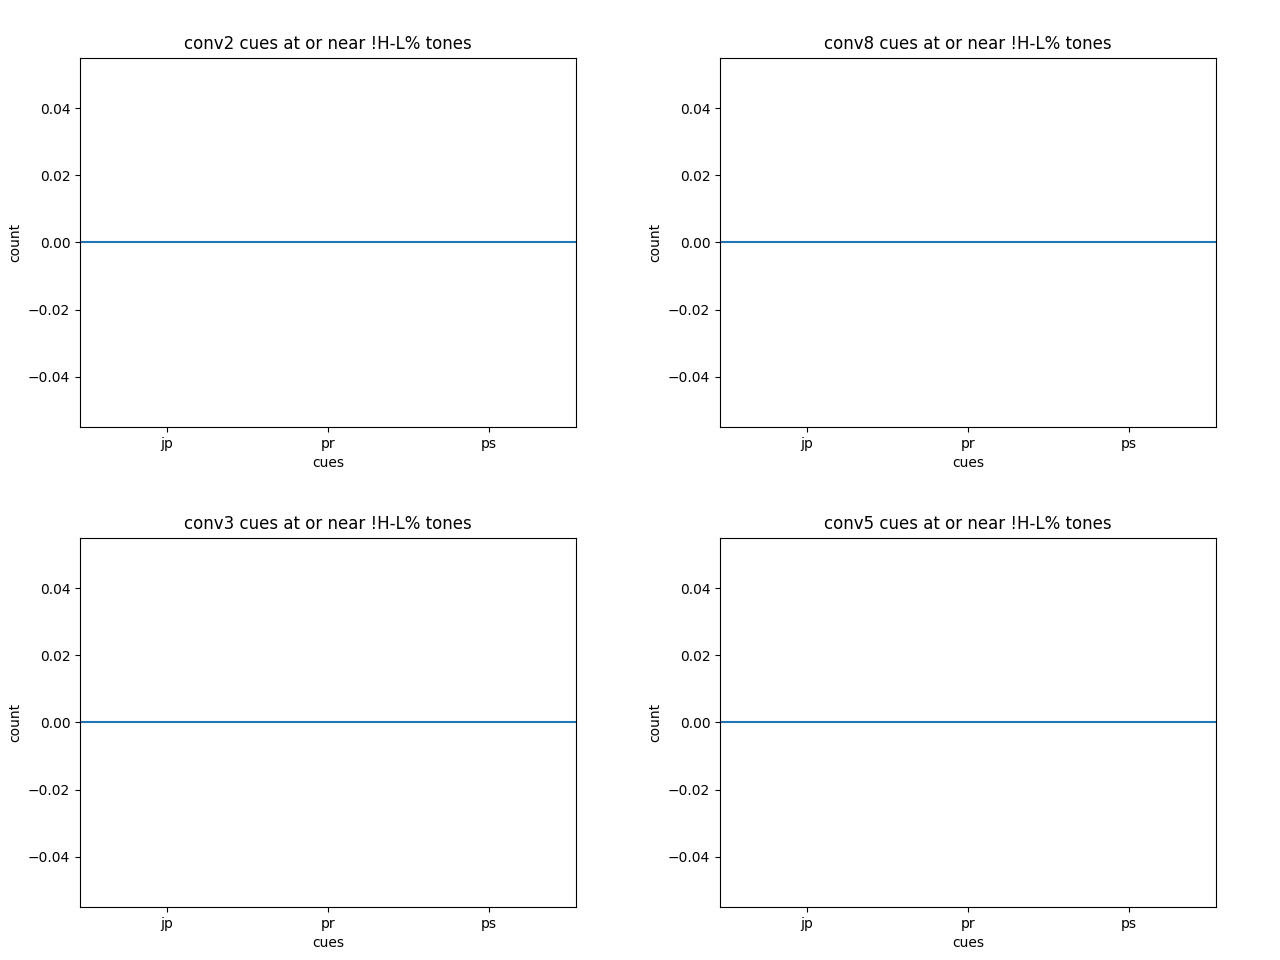 conv2 cues at or near !H-L% tones
0.04
0.02
0.00
−0.02
−0.04
count
jp pr ps
cues
conv8 cues at or near !H-L% tones
0.04
0.02
0.00
−0.02
−0.04
count
jp pr ps
cues
conv3 cues at or near !H-L% tones
0.04
0.02
0.00
−0.02
−0.04
count
jp pr ps
cues
conv5 cues at or near !H-L% tones
0.04
0.02
0.00
−0.02
−0.04
count
jp pr ps
cues